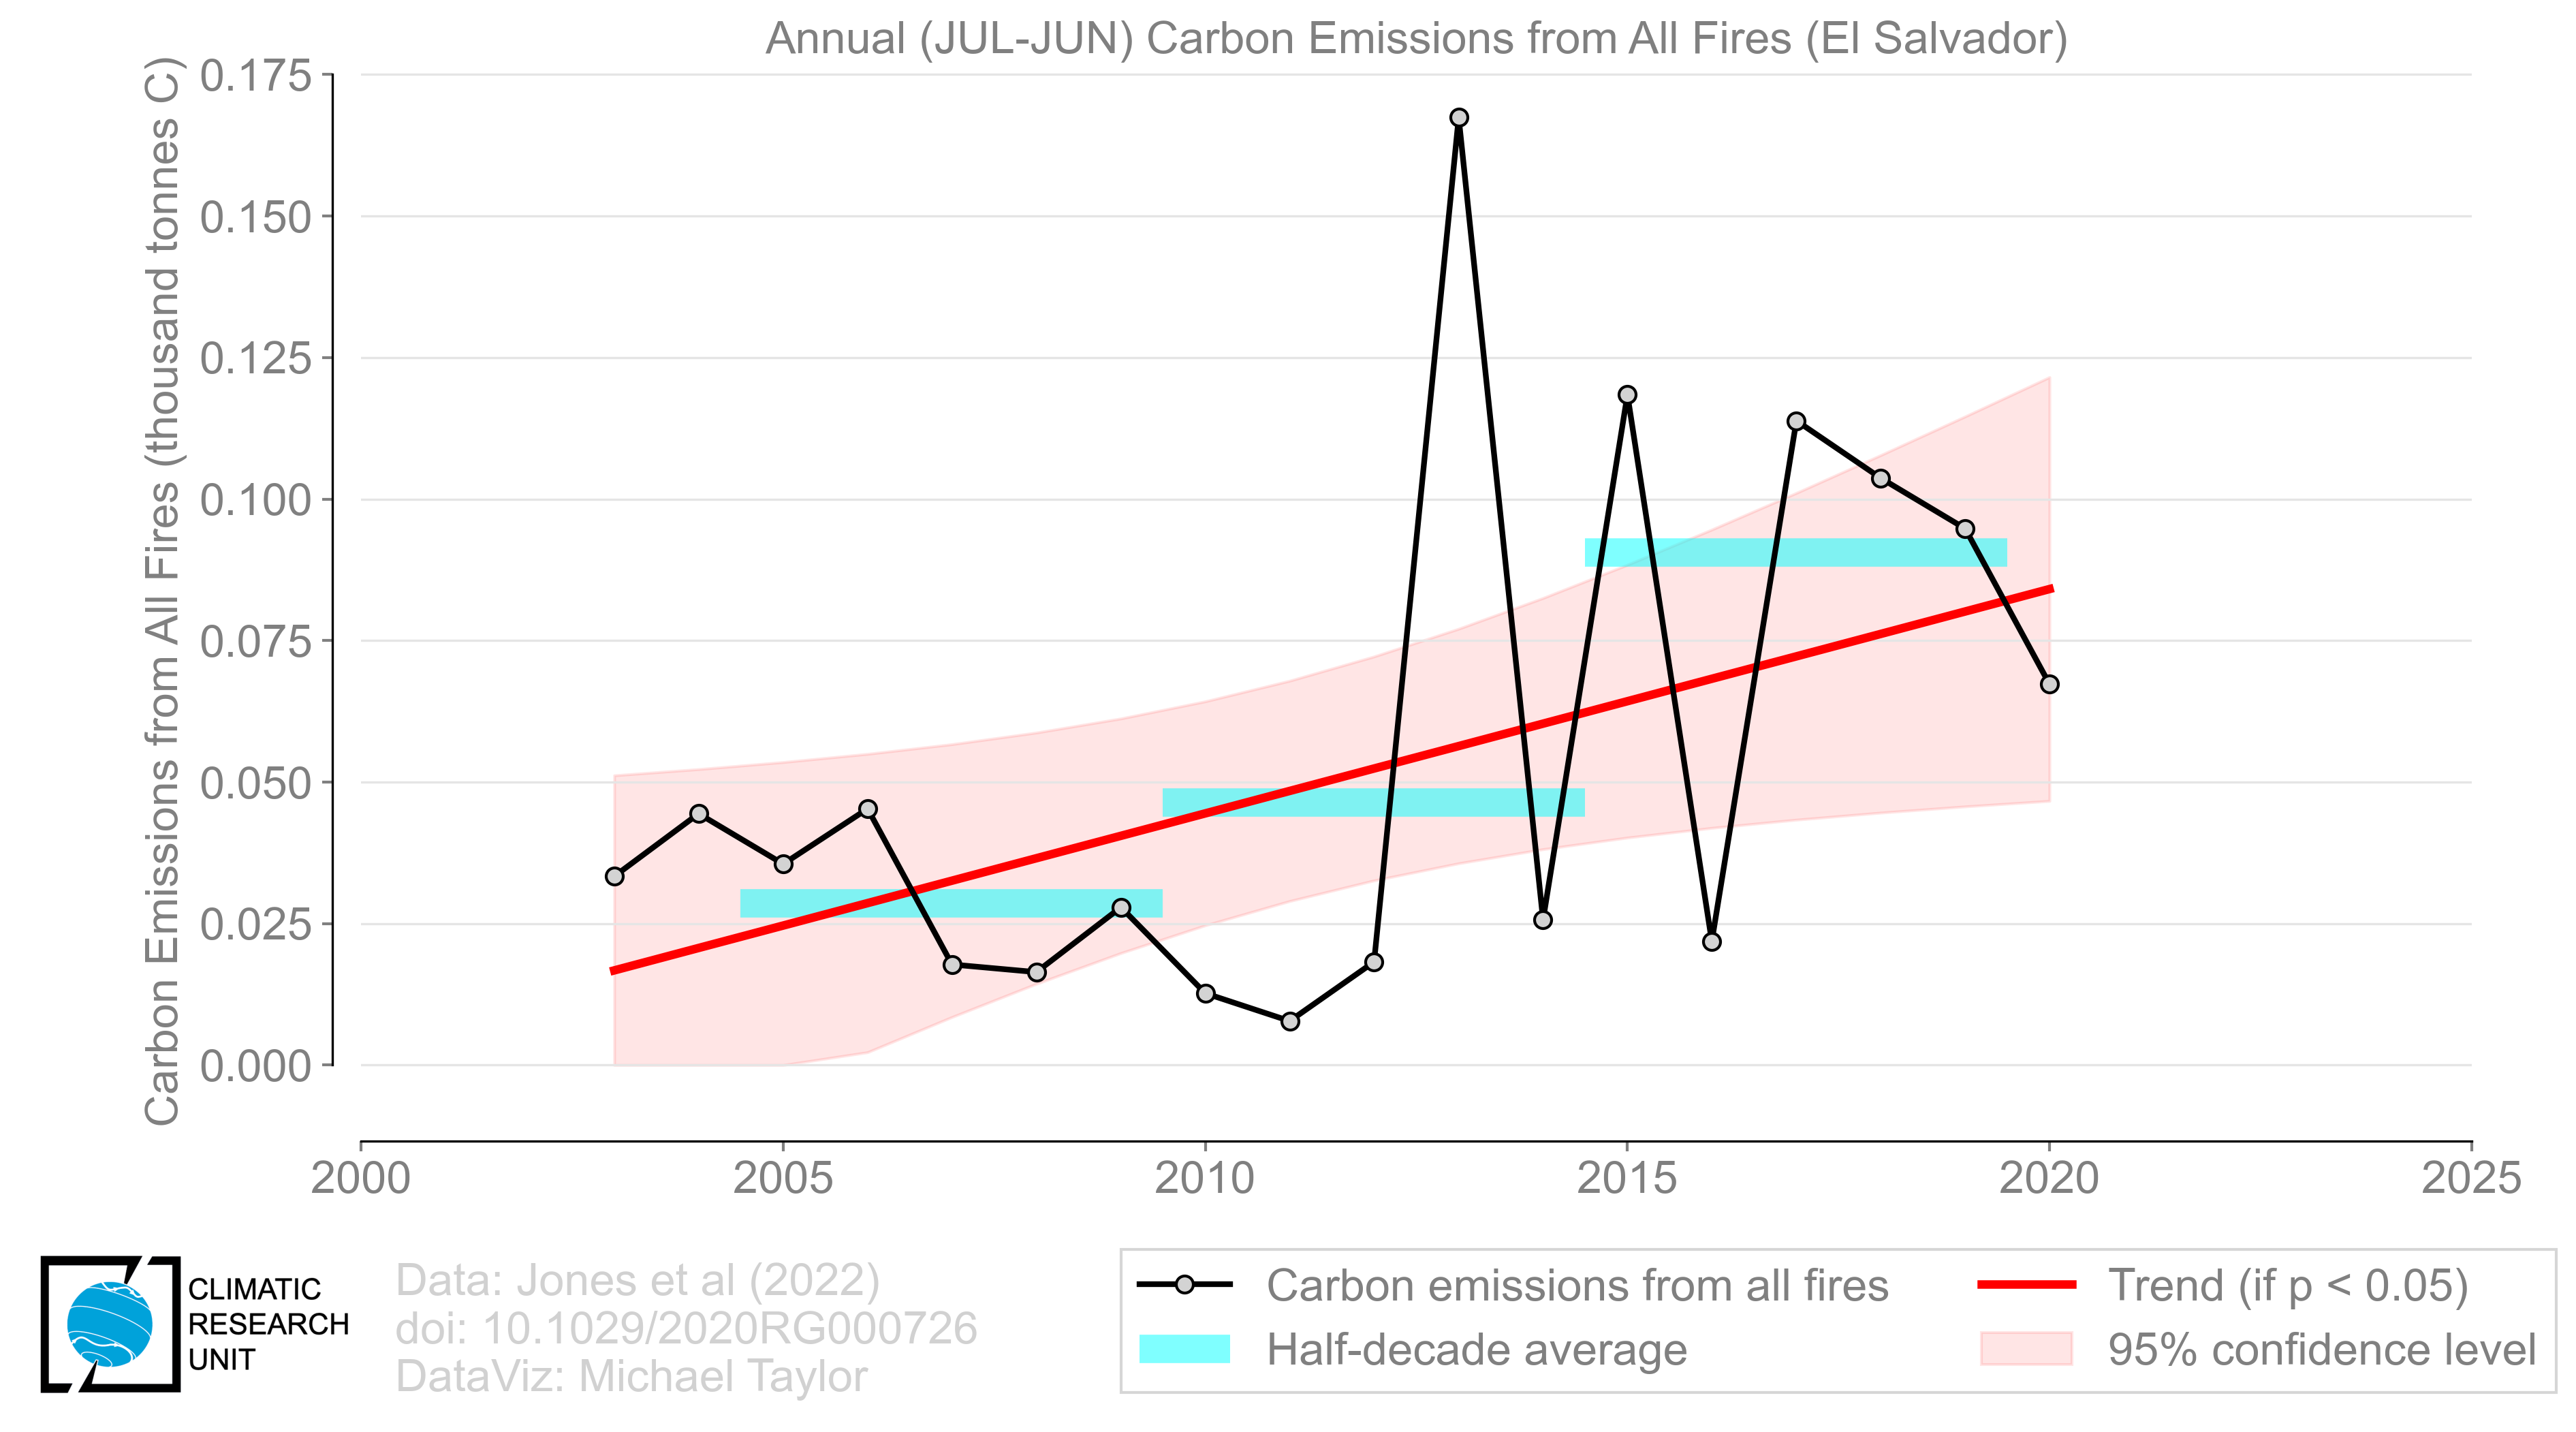 Annual (JUL-JUN) Carbon Emissions from All Fires (El Salvador)
Carbon Emissions from All Fires (thousand tonnes C)
0.175
0.150
0.125
0.100
0.075
0.050
0.025
0.000
2000 2005 2010 2015 2020 2025
CLIMATIC
RESEARCH
UNIT
Data: Jones et al (2022)
doi: 10.1029/2020RG000726
DataViz: Michael Taylor
Carbon emissions from all fires
Half-decade average
Trend (if p < 0.05)
95% confidence level